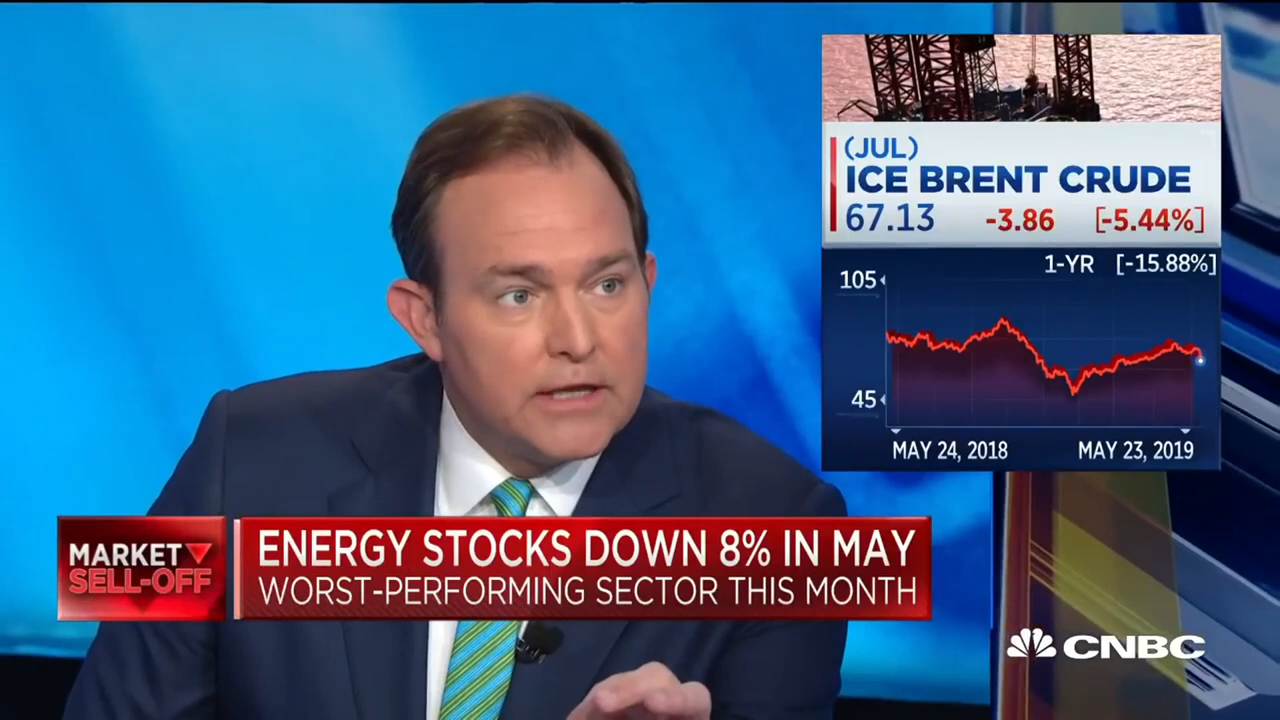 (JUL)
ICE BRENT CRUDE
67.13 -3.86 [-5.44%]
1-YR [-15.88%]
105
45
MAY 24, 2018 MAY 23, 2019
MARKET
SELL-OFF
ENERGY STOCKS DOWN 8% IN MAY
WORST-PERFORMING SECTOR THIS MONTH
CNBC